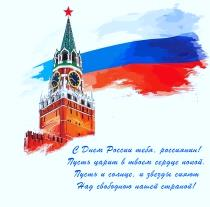 С Днем России тебя, россиянин!
Пусть царит в твоем сердце покой.
Пусть и солнце, и звезды сияют
Над свободною нашей страной!